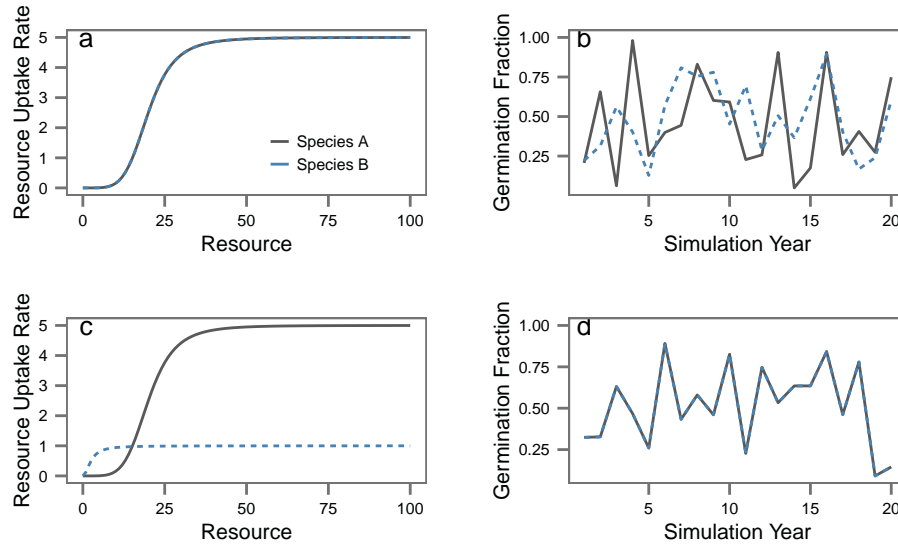 a
Resource Uptake Rate
5
4
3
2
1
0
Species A
Species B
0 25 50 75 100
Resource
b
Germination Fraction
1.00
0.75
0.50
0.25
5 10 15 20
Simulation Year
c
Resource Uptake Rate
5
4
3
2
1
0
0 25 50 75 100
Resource
d
Germination Fraction
1.00
0.75
0.50
0.25
5 10 15 20
Simulation Year